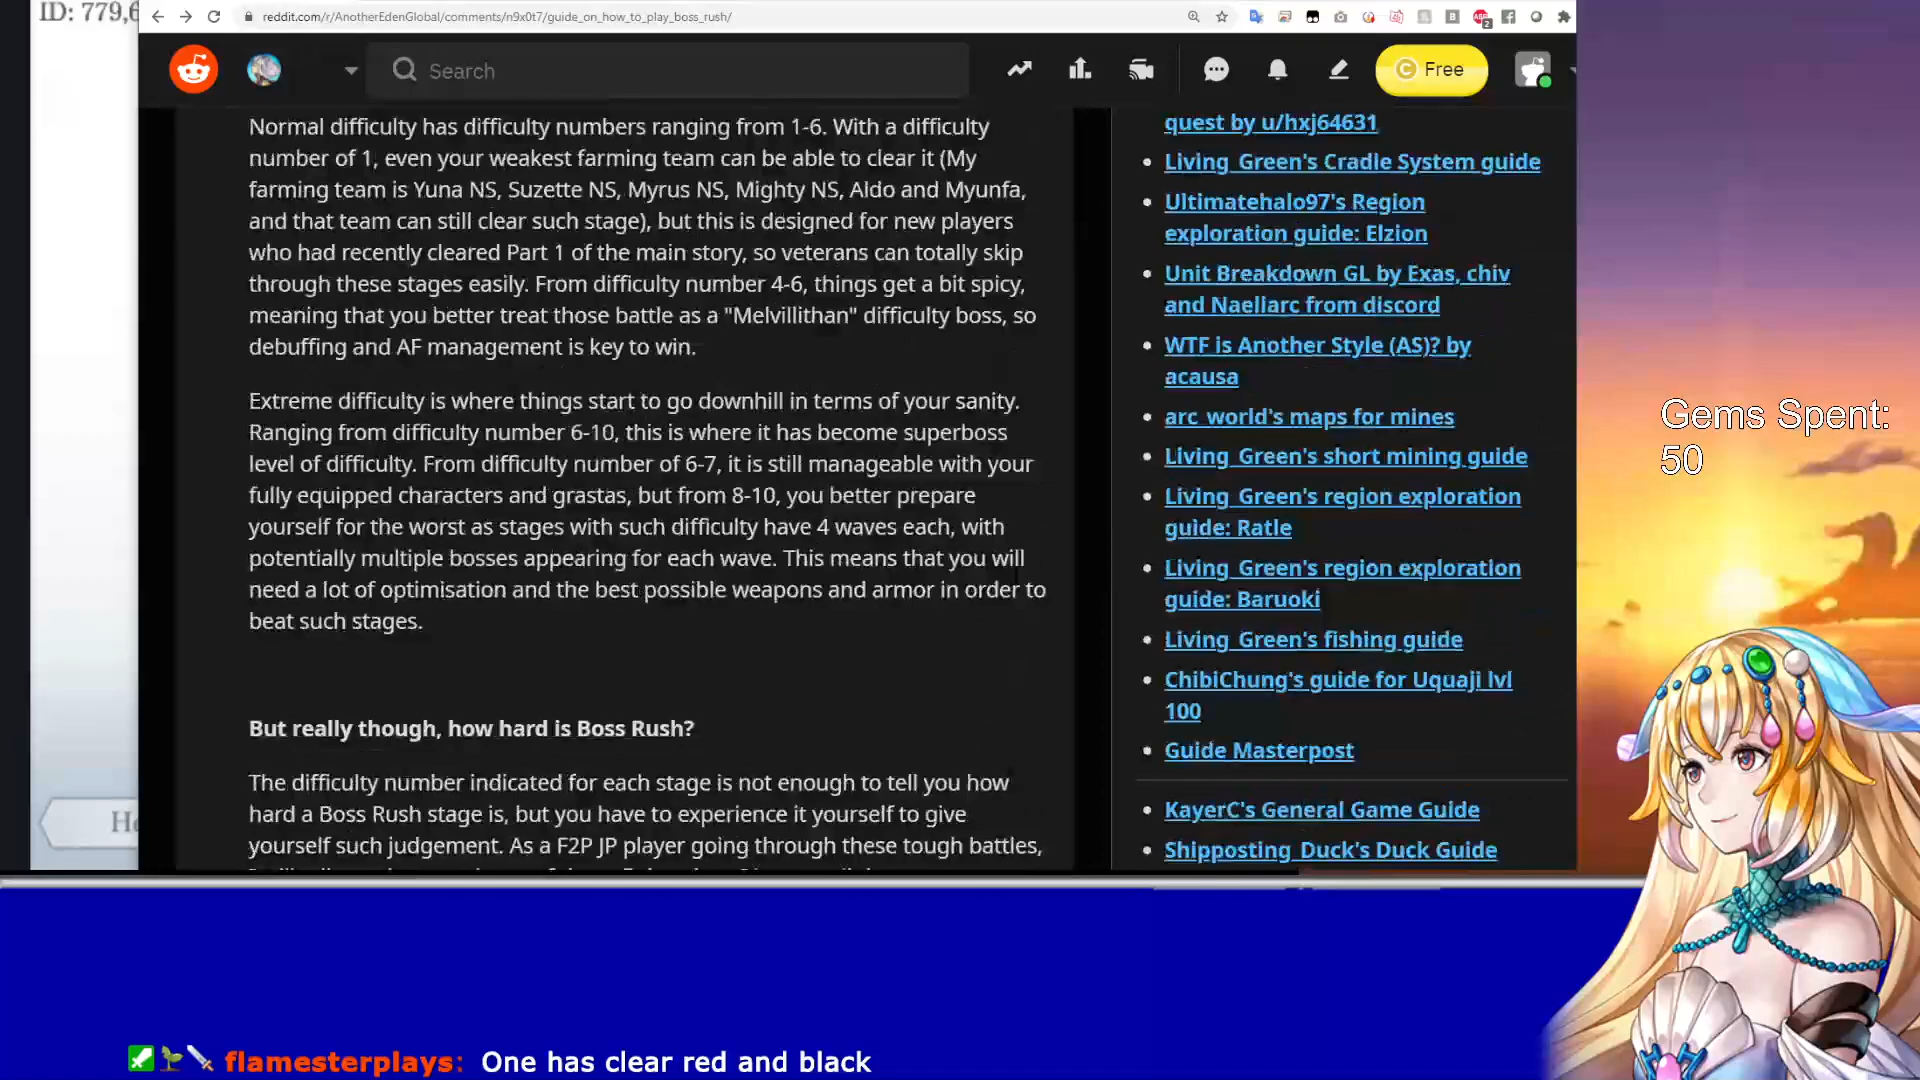 ID: 779,6
reddit.com/r/AnotherEdenGlobal/comments/n9x0t7/guide_on_how_to_play_boss_rush/
Search
Free
Normal difficulty has difficulty numbers ranging from 1-6. With a difficulty
number of 1, even your weakest farming team can be able to clear it (My
farming team is Yuna NS, Suzette NS, Myrus NS, Mighty NS, Aldo and Myunfa,
and that team can still clear such stage), but this is designed for new players
who had recently cleared Part 1 of the main story, so veterans can totally skip
through these stages easily. From difficulty number 4-6, things get a bit spicy,
meaning that you better treat those battle as a "Melvillithan" difficulty boss, so
debuffing and AF management is key to win.
Extreme difficulty is where things start to go downhill in terms of your sanity.
Ranging from difficulty number 6-10, this is where it has become superboss
level of difficulty. From difficulty number of 6-7, it is still manageable with your
fully equipped characters and grastas, but from 8-10, you better prepare
yourself for the worst as stages with such difficulty have 4 waves each, with
potentially multiple bosses appearing for each wave. This means that you will
need a lot of optimisation and the best possible weapons and armor in order to
beat such stages.
But really though, how hard is Boss Rush?
The difficulty number indicated for each stage is not enough to tell you how
hard a Boss Rush stage is, but you have to experience it yourself to give
yourself such judgement. As a F2P JP player going through these tough battles,
quest by u/hxj64631
Living_Green's Cradle System guide
Ultimatehalo97's Region
exploration guide: Elzion
Unit Breakdown GL by Exas, chiv
and Naellarc from discord
WTF is Another Style (AS)? by
acausa
arc_world's maps for mines
Living_Green's short mining guide
Living_Green's region exploration
guide: Ratle
Living_Green's region exploration
guide: Baruoki
Living_Green's fishing guide
ChibiChung's guide for Uquaji lvl
100
Guide Masterpost
KayerC's General Game Guide
Shipposting_Duck's Duck Guide
Gems Spent:
50
flamesterplays: One has clear red and black